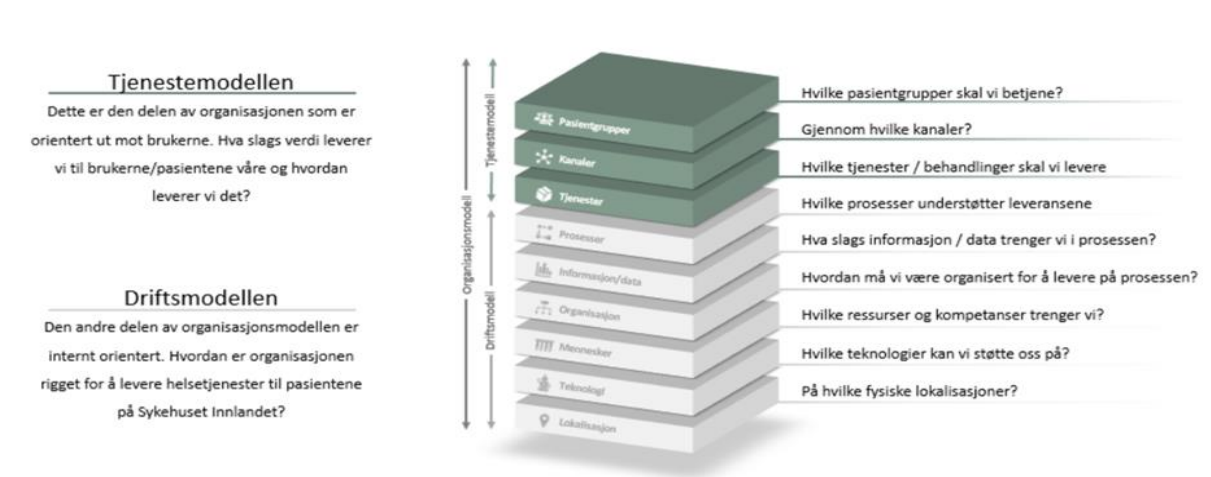 Tjenestemodellen
Dette er den delen av organisasjonen som er
orientert ut mot brukerne. Hva slags verdi leverer
vi til brukerne/pasientene våre og hvordan
leverer vi det?
Driftsmodellen
Den andre delen av organisasjonsmodellen er
internt orientert. Hvordan er organisasjonen
rigget for å levere helsetjenester til pasientene
på Sykehuset Innlandet?
Organisasjonsmodell
Tjenestemodell
Driftsmodell
Pasientgrupper
Kanaler
Tjenester
Prosesser
Informasjon/data
Organisasjon
Mennesker
Teknologi
Lokalisasjon
Hvilke pasientgrupper skal vi betjene?
Gjennom hvilke kanaler?
Hvilke tjenester / behandlinger skal vi levere
Hvilke prosesser understøtter leveransene
Hva slags informasjon / data trenger vi i prosessen?
Hvordan må vi være organisert for å levere på prosessen?
Hvilke ressurser og kompetanser trenger vi?
Hvilke teknologier kan vi støtte oss på?
På hvilke fysiske lokalisasjoner?